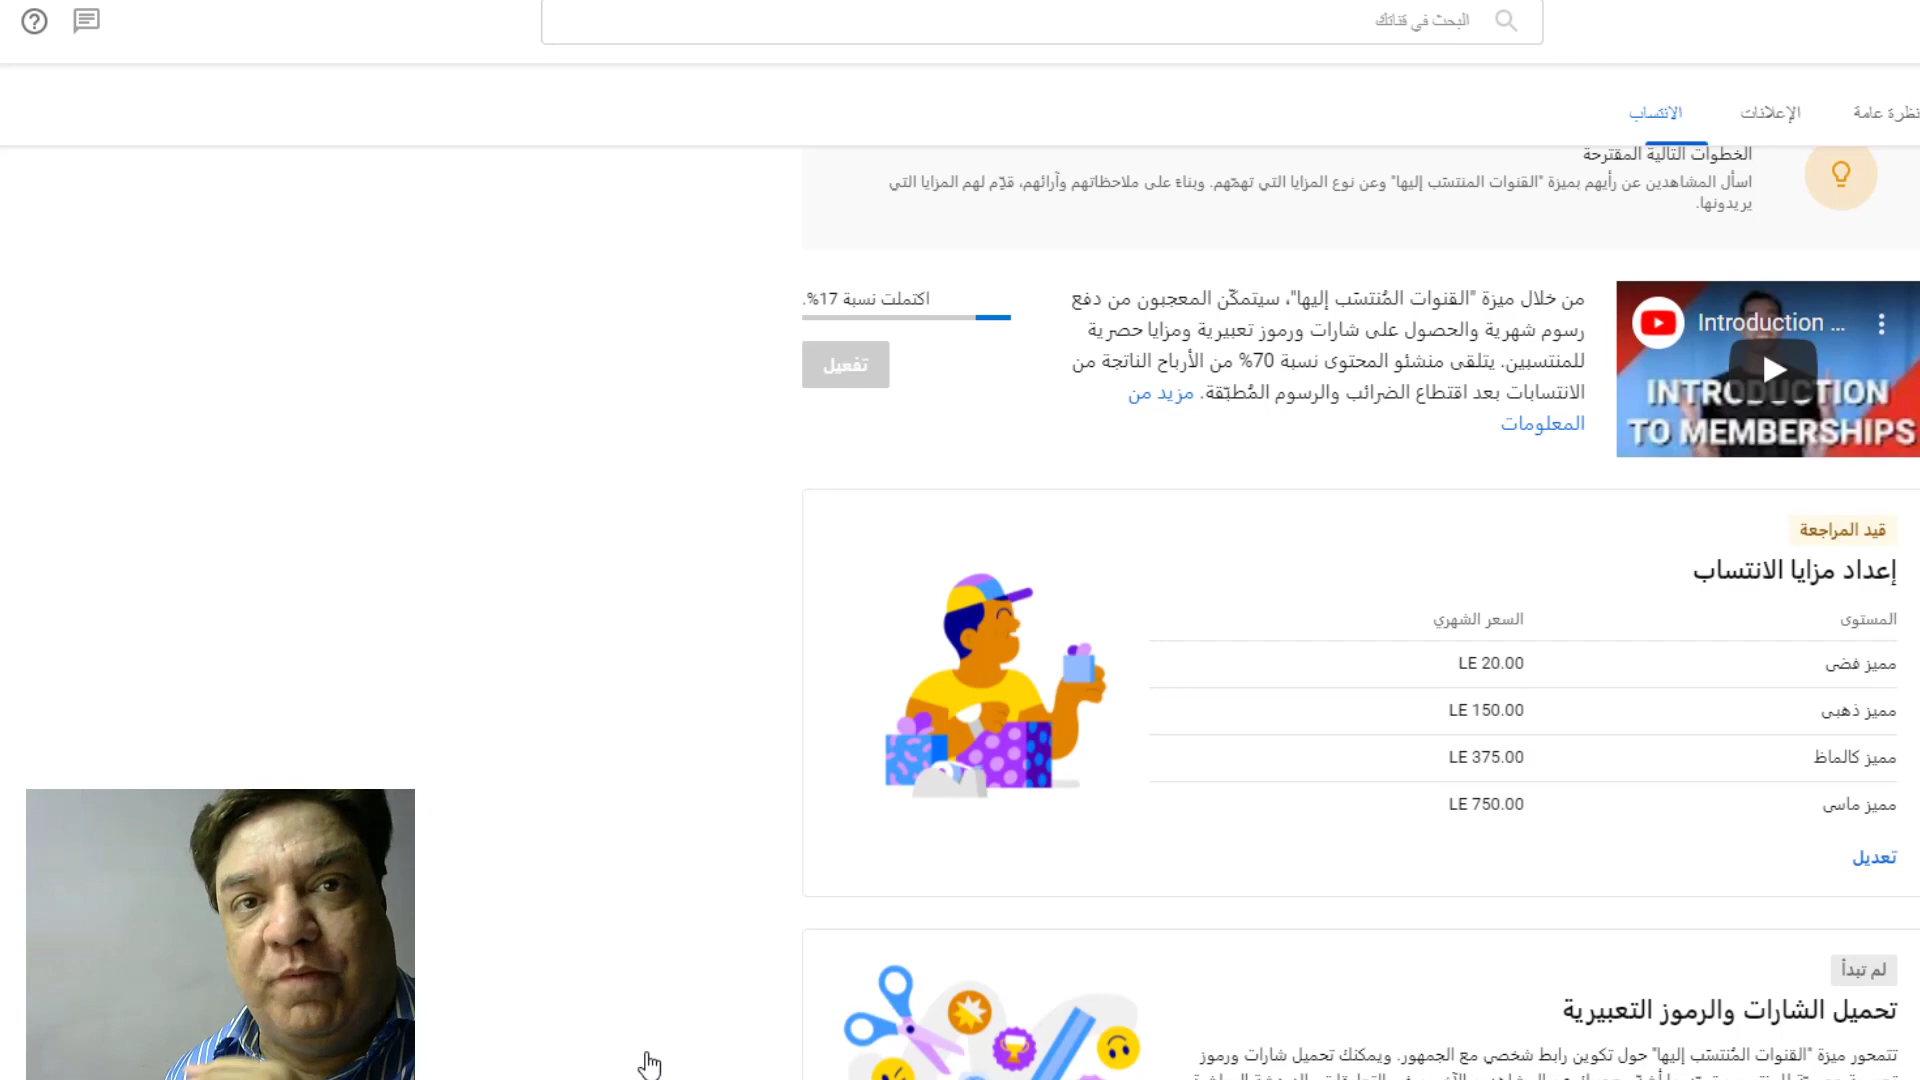 البحث في قناتك
نظرة عامة
الإعلانات
الانتساب
الخطوات التالية المقترحة
اسأل المشاهدين عن رأيهم بميزة "القنوات المنتسَب إليها" وعن نوع المزايا التي تهمّهم. وبناءً على ملاحظاتهم وآرائهم، قدِّم لهم المزايا التي
يريدونها.
Introduction ...
INTRODUCTION
TO MEMBERSHIPS
من خلال ميزة "القنوات المُنتسَب إليها"، سيتمكّن المعجبون من دفع
رسوم شهرية والحصول على شارات ورموز تعبيرية ومزايا حصرية
للمنتسبين. يتلقى منشئو المحتوى نسبة 70% من الأرباح الناتجة من
الانتسابات بعد اقتطاع الضرائب والرسوم المُطبّقة. مزيد من
المعلومات
اكتملت نسبة 17%.
تفعيل
قيد المراجعة
إعداد مزايا الانتساب
المستوى السعر الشهري
مميز فضى LE 20.00
مميز ذهبى LE 150.00
مميز كالماظ LE 375.00
مميز ماسى LE 750.00
تعديل
لم تبدأ
تحميل الشارات والرموز التعبيرية
تتمحور ميزة "القنوات المُنتسَب إليها" حول تكوين رابط شخصي مع الجمهور. ويمكنك تحميل شارات ورموز